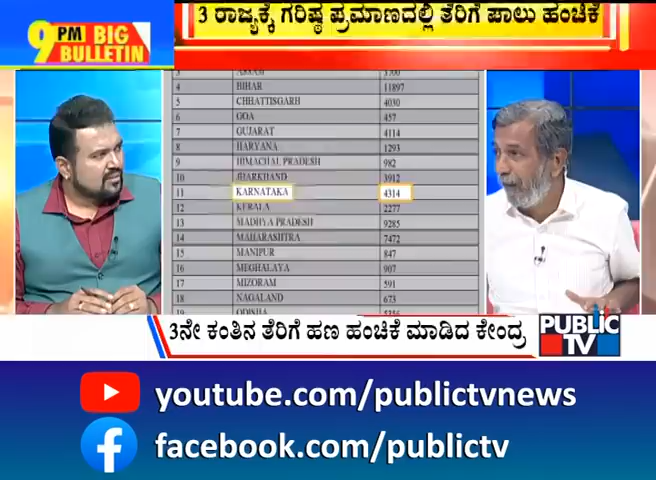 3 ರಾಜ್ಯಕ್ಕೆ ಗರಿಷ್ಠ ಪ್ರಮಾಣದಲ್ಲಿ ತೆರಿಗೆ ಪಾಲು ಹಂಚಿಕೆ
9 PM BIG
BULLETIN
4 BIHAR 11897
5 CHHATTISGARH 4030
6 GOA 457
7 GUJARAT 4114
8 HARYANA 1293
9 HIMACHAL PRADESH 982
10 JHARKHAND 3912
11 KARNATAKA 4314
12 KERALA 2277
13 MADHYA PRADESH 9285
14 MAHARASHTRA 7472
15 MANIPUR 847
16 MEGHALAYA 907
17 MIZORAM 591
18 NAGALAND 673
3ನೇ ಕಂತಿನ ತೆರಿಗೆ ಹಣ ಹಂಚಿಕೆ ಮಾಡಿದ ಕೇಂದ್ರ
PUBLIC
TV
youtube.com/publictvnews
facebook.com/publictv